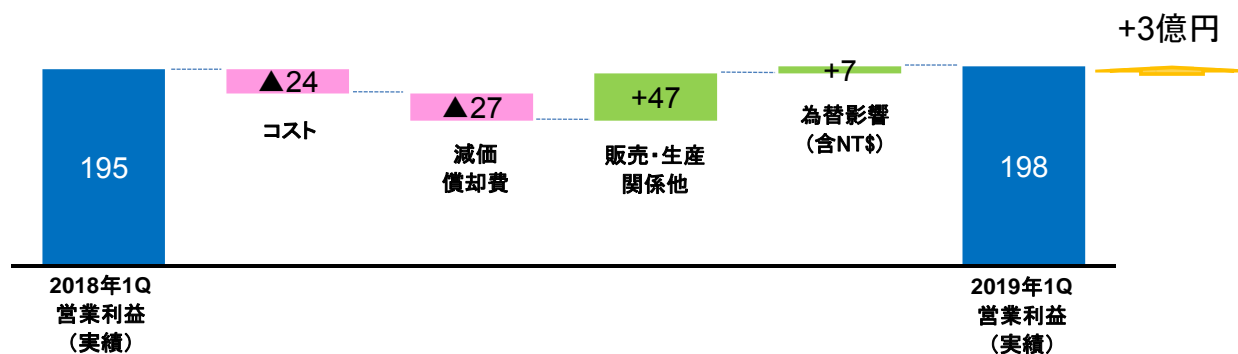 +3億円
▲24
▲27
+47
+7
コスト
減価
償却費
販売・生産
関係他
為替影響
(含NT$)
195
198
2018年1Q
営業利益
(実績)
2019年1Q
営業利益
(実績)